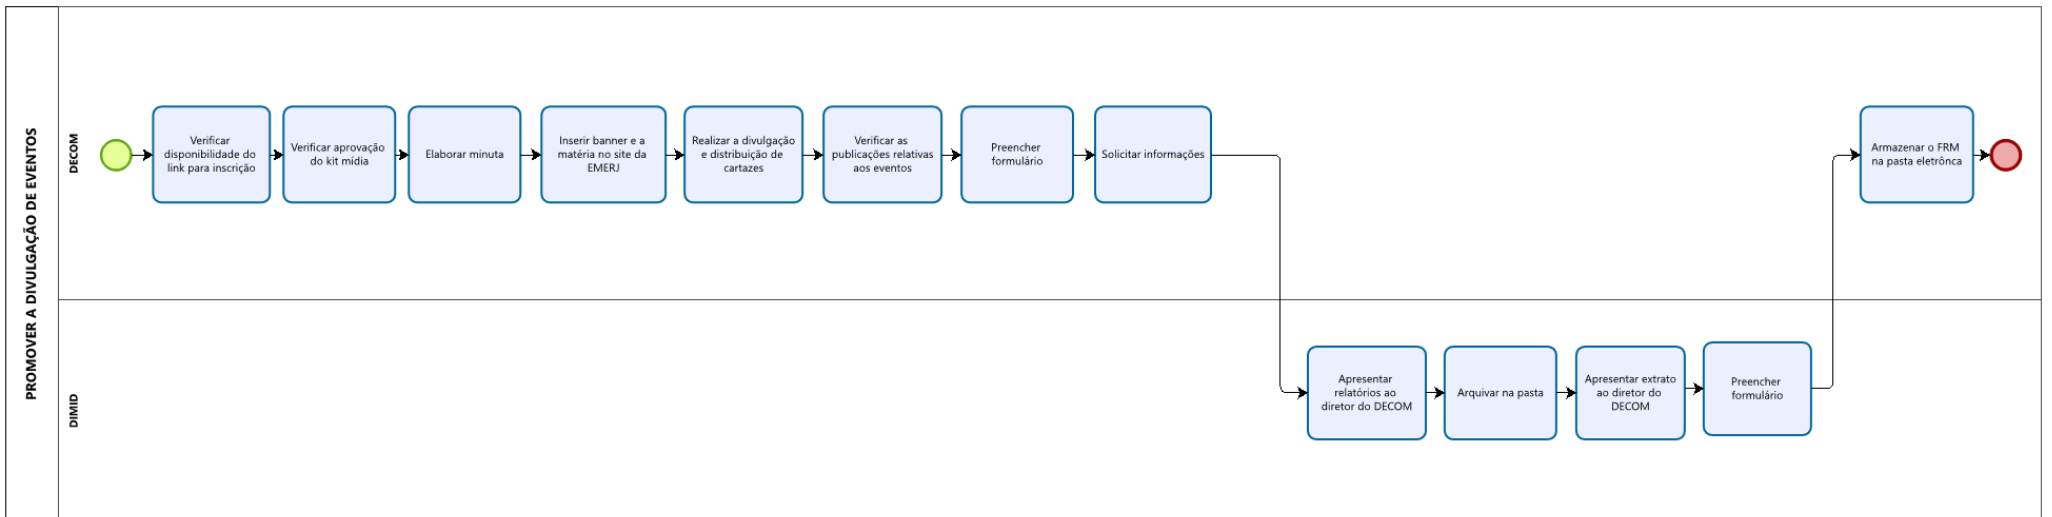 PROMOVER A DIVULGAÇÃO DE EVENTOS
DECOM
Verificar
disponibilidade do
link para inscrição
Verificar aprovação
do kit mídia
Elaborar minuta
Inserir banner e a
matéria no site da
EMERJ
Realizar a divulgação
e distribuição de
cartazes
Verificar as
publicações relativas
aos eventos
Preencher
formulário
Solicitar informações
Armazenar o FRM
na pasta eletrônca
DIMID
Apresentar
relatórios ao
diretor do DECOM
Arquivar na pasta
Apresentar extrato
ao diretor do
DECOM
Preencher
formulário